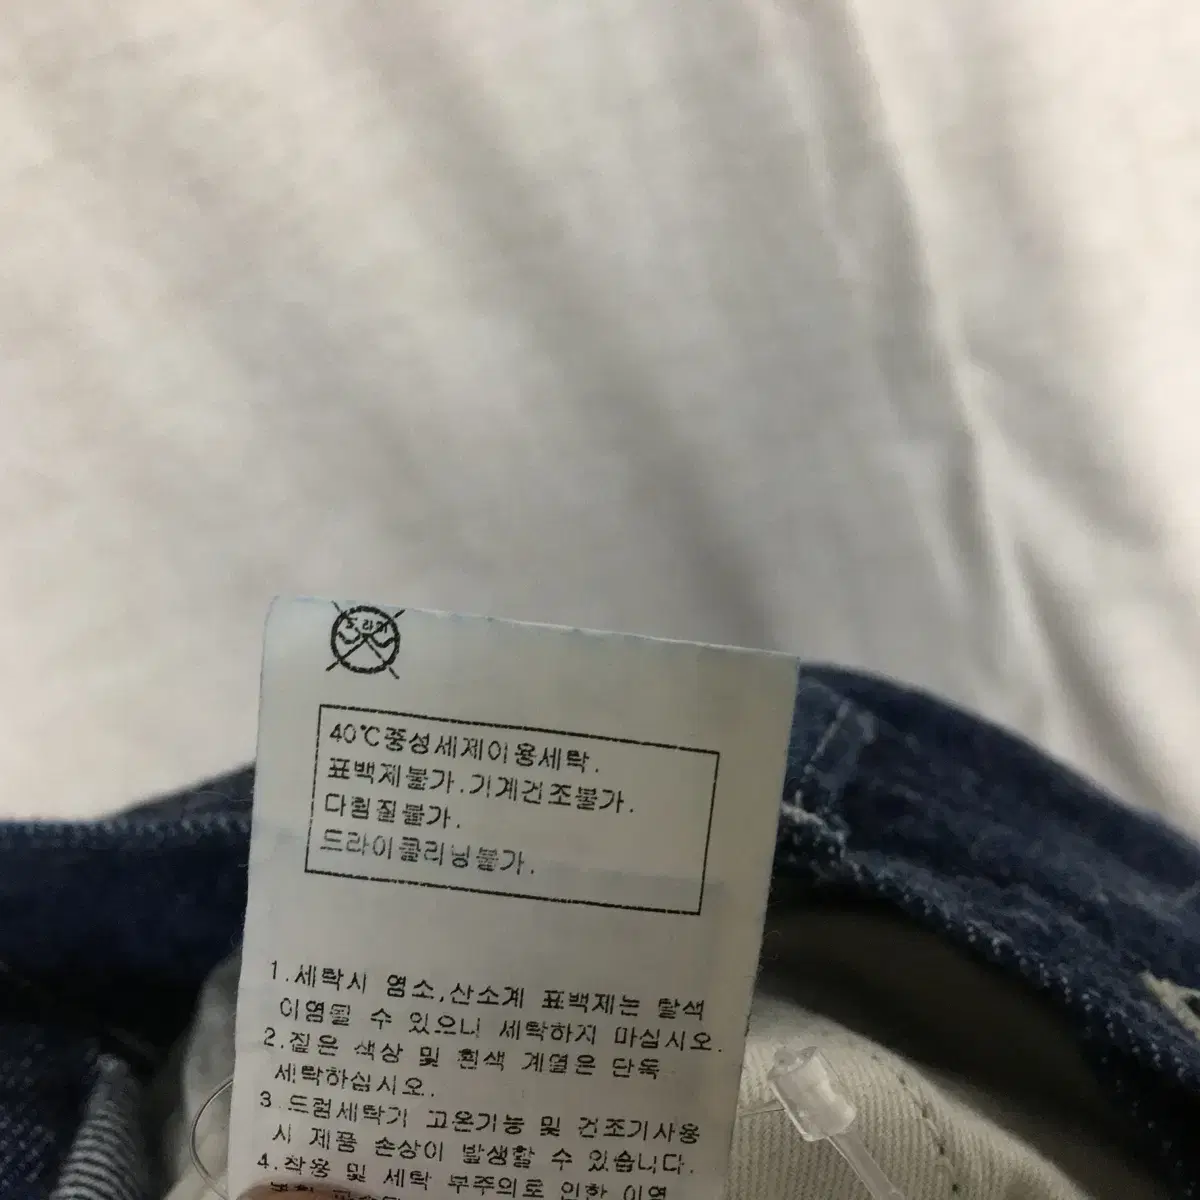 드라이
40℃중성세제이용세탁.
표백제불가.기계건조불가.
다림질불가.
드라이클리닝불가.
1.세탁시 염소,산소계 표백제는 탈색
이염될 수 있으니 세탁하지 마십시오.
2.짙은 색상 및 흰색 계열은 단독
세탁하십시오.
3.드럼세탁기 고온기능 및 건조기사용
시 제품 손상이 발생할 수 있습니다.
4.착용 및 세탁 부주의로 인한 이염